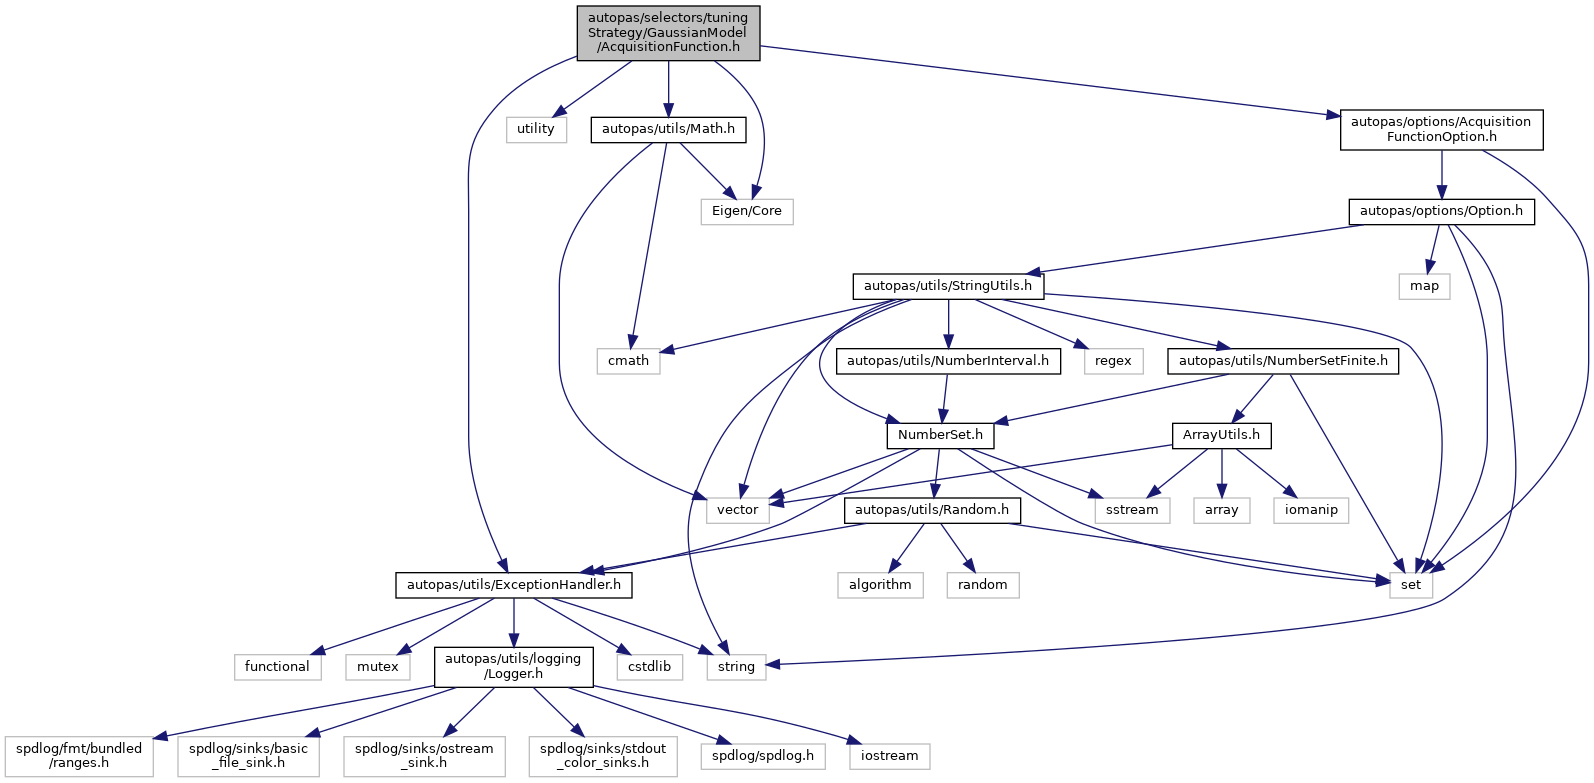 autopas/selectors/tuning
Strategy/GaussianModel
/AcquisitionFunction.h
autopas/options/Acquisition
FunctionOption.h
utility
autopas/utils/Math.h
Eigen/Core
autopas/options/Option.h
autopas/utils/StringUtils.h
map
cmath
autopas/utils/NumberInterval.h
regex
autopas/utils/NumberSetFinite.h
NumberSet.h
ArrayUtils.h
vector
autopas/utils/Random.h
sstream
array
iomanip
autopas/utils/ExceptionHandler.h
algorithm
random
set
functional
mutex
autopas/utils/logging
/Logger.h
cstdlib
string
spdlog/fmt/bundled
/ranges.h
spdlog/sinks/basic
_file_sink.h
spdlog/sinks/ostream
_sink.h
spdlog/sinks/stdout
_color_sinks.h
spdlog/spdlog.h
iostream